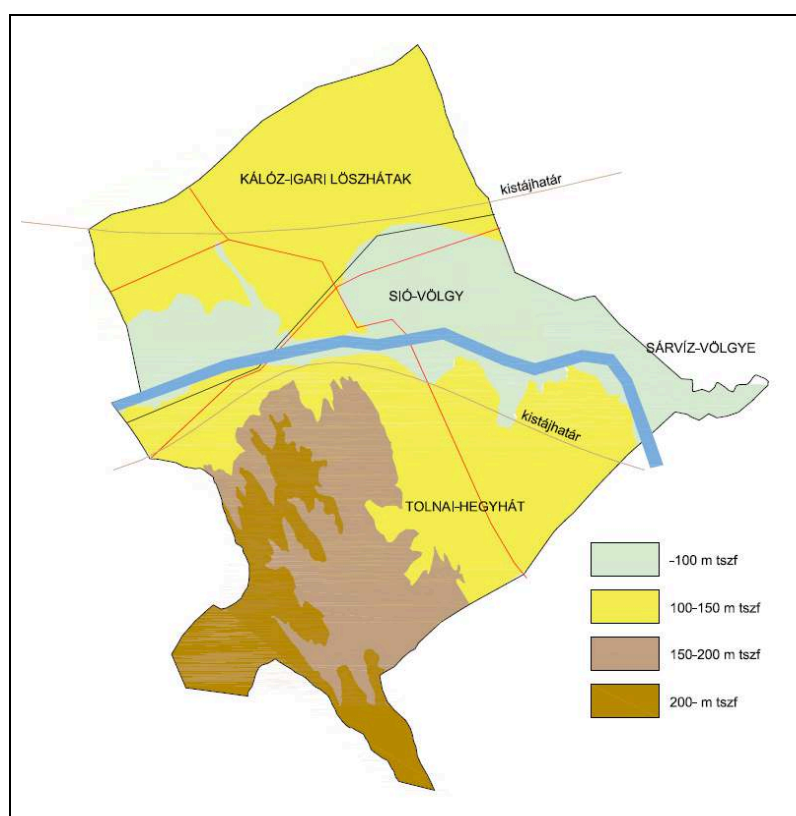 KÁLÓZ-IGARI LÖSZHÁTAK
kistájhatár
SIÓ-VÖLGY
SÁRVÍZ-VÖLGYE
kistájhatár
TOLNAI-HEGYHÁT
-100 m tszf
100-150 m tszf
150-200 m tszf
200- m tszf